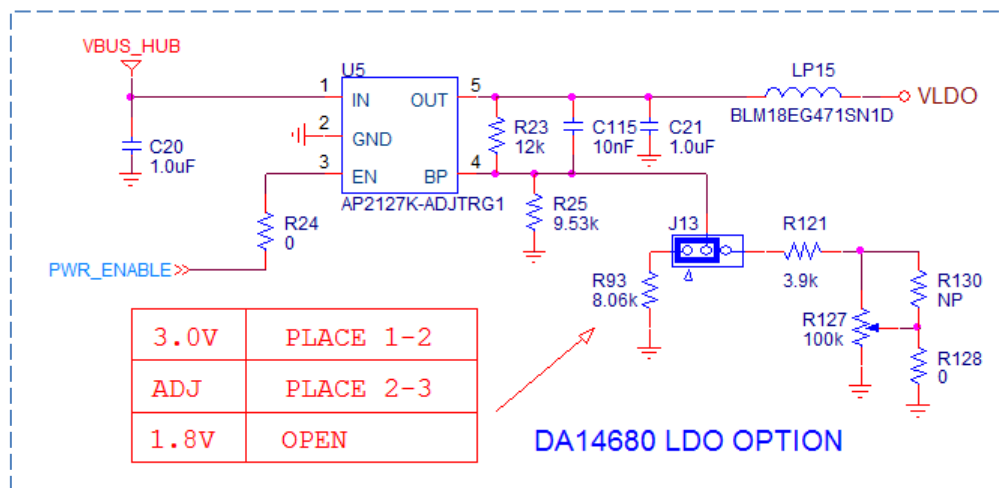 VBUS_HUB
U5
1 IN OUT 5
2 GND
3 EN BP 4
AP2127K-ADJTRG1
C20
1.0uF
R24
0
PWR_ENABLE
R23
12k
C115
10nF
C21
1.0uF
LP15
BLM18EG471SN1D
VLDO
R25
9.53k
J13
R93
8.06k
R121
3.9k
R127
100k
R130
NP
R128
0
3.0V PLACE 1-2
ADJ PLACE 2-3
1.8V OPEN
DA14680 LDO OPTION